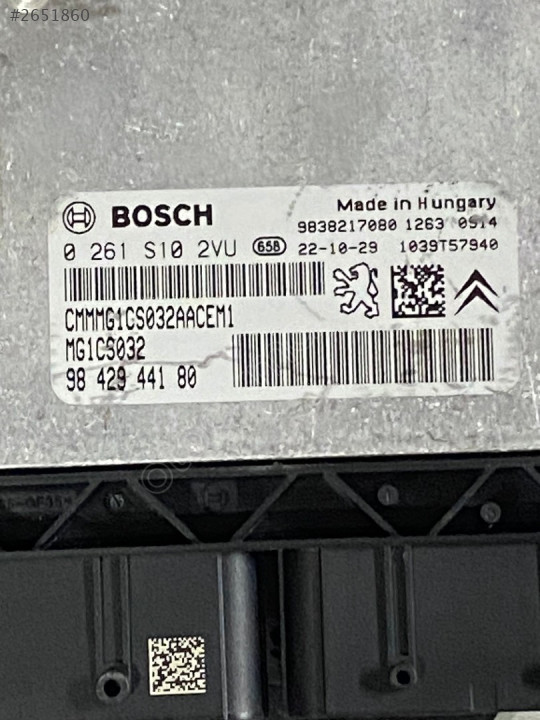 #2651860
BOSCH
Made in Hungary
9838217080 1263 0514
0 261 S10 2VU 658 22-10-29 1039T57940
CMMMG1CS032AACEM1
MG1CS032
98 429 441 80